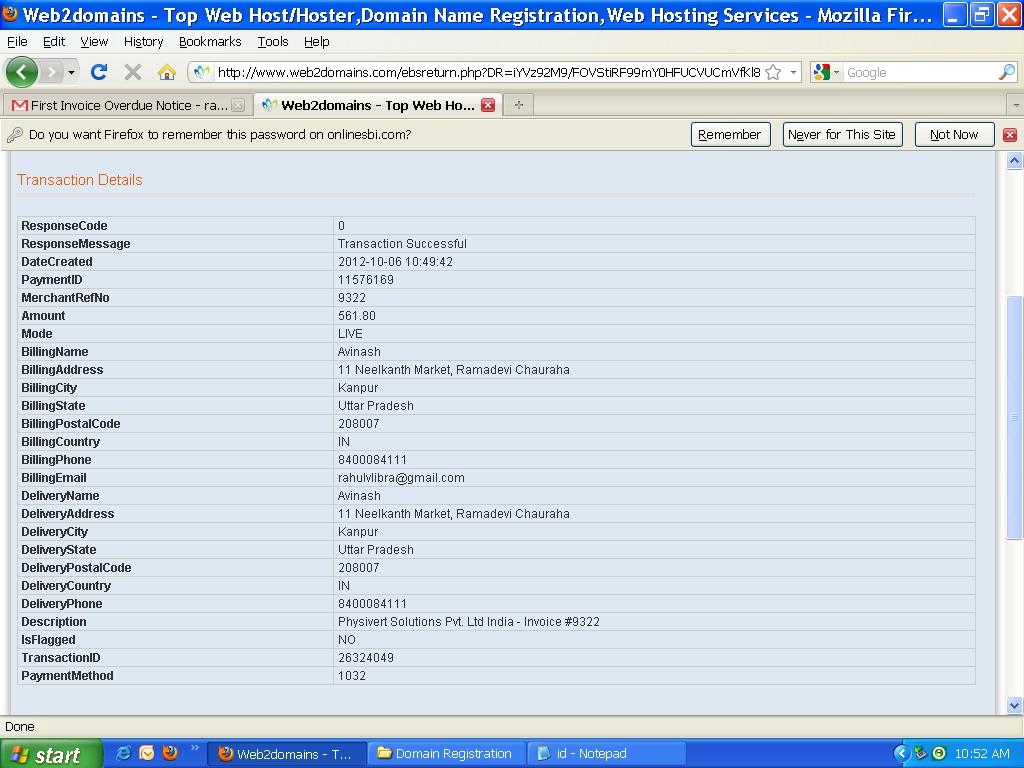 Web2domains - Top Web Host/Hoster,Domain Name Registration,Web Hosting Services - Mozilla Fir...
File Edit View History Bookmarks Tools Help
http://www.web2domains.com/ebsreturn.php?DR=iYVz92M9/FOVStiRF99mY0HFUCVUCmVfKl8 Google
First Invoice Overdue Notice - ra... Web2domains - Top Web Ho...
Do you want Firefox to remember this password on onlinesbi.com? Remember Never for This Site Not Now
Transaction Details
ResponseCode 0
ResponseMessage Transaction Successful
DateCreated 2012-10-06 10:49:42
PaymentID 11576169
MerchantRefNo 9322
Amount 561.80
Mode LIVE
BillingName Avinash
BillingAddress 11 Neelkanth Market, Ramadevi Chauraha
BillingCity Kanpur
BillingState Uttar Pradesh
BillingPostalCode 208007
BillingCountry IN
BillingPhone 8400084111
BillingEmail rahulvlibra@gmail.com
DeliveryName Avinash
DeliveryAddress 11 Neelkanth Market, Ramadevi Chauraha
DeliveryCity Kanpur
DeliveryState Uttar Pradesh
DeliveryPostalCode 208007
DeliveryCountry IN
DeliveryPhone 8400084111
Description Physivert Solutions Pvt. Ltd India - Invoice #9322
IsFlagged NO
TransactionID 26324049
PaymentMethod 1032
Done
start Web2domains - T... Domain Registration id - Notepad 10:52 AM